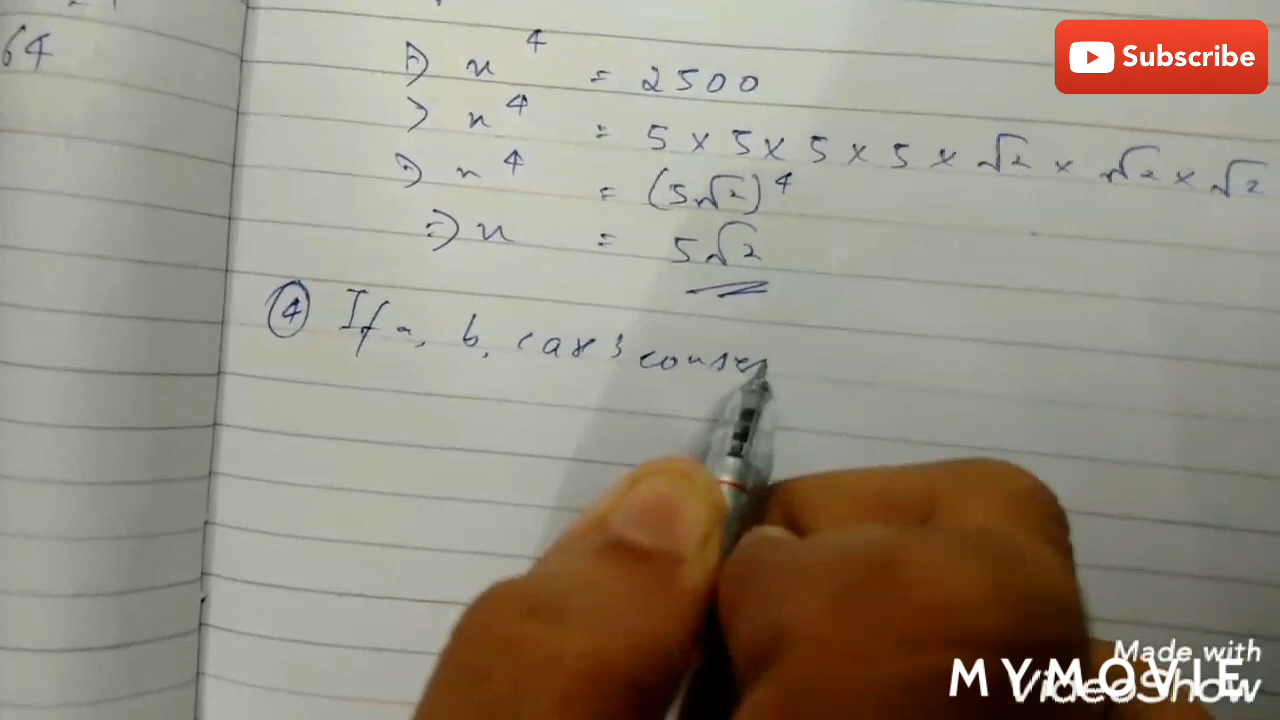 64
⇒ x⁴ = 2500
⇒ x⁴ = 5 × 5 × 5 × 5 × √2 × √2 × √2
⇒ x⁴ = (5√2)⁴
⇒ x = 5√2
④ If a, b, c are 3 consec
Subscribe
Made with
VideoShow
MYMOVIE